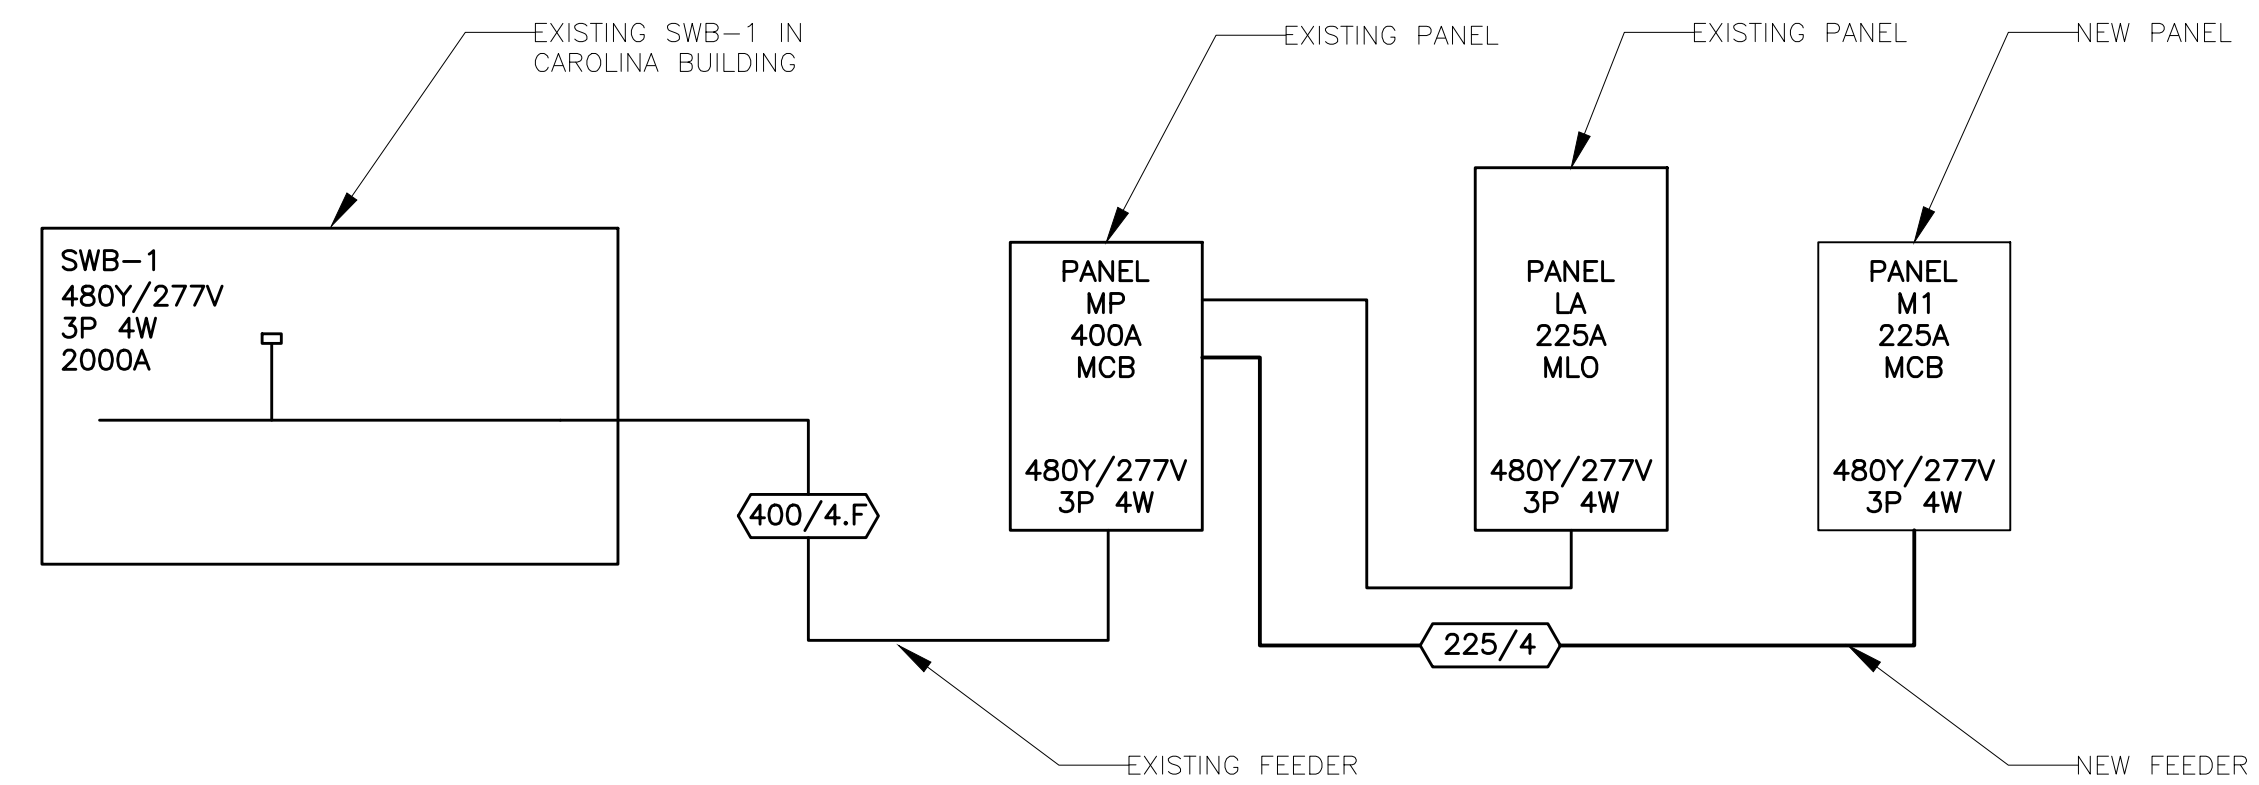 EXISTING SWB-1 IN
CAROLINA BUILDING
EXISTING PANEL
EXISTING PANEL
NEW PANEL
SWB-1
480Y/277V
3P 4W
2000A
400/4.F
PANEL
MP
400A
MCB
480Y/277V
3P 4W
PANEL
LA
225A
MLO
480Y/277V
3P 4W
PANEL
M1
225A
MCB
480Y/277V
3P 4W
225/4
EXISTING FEEDER
NEW FEEDER